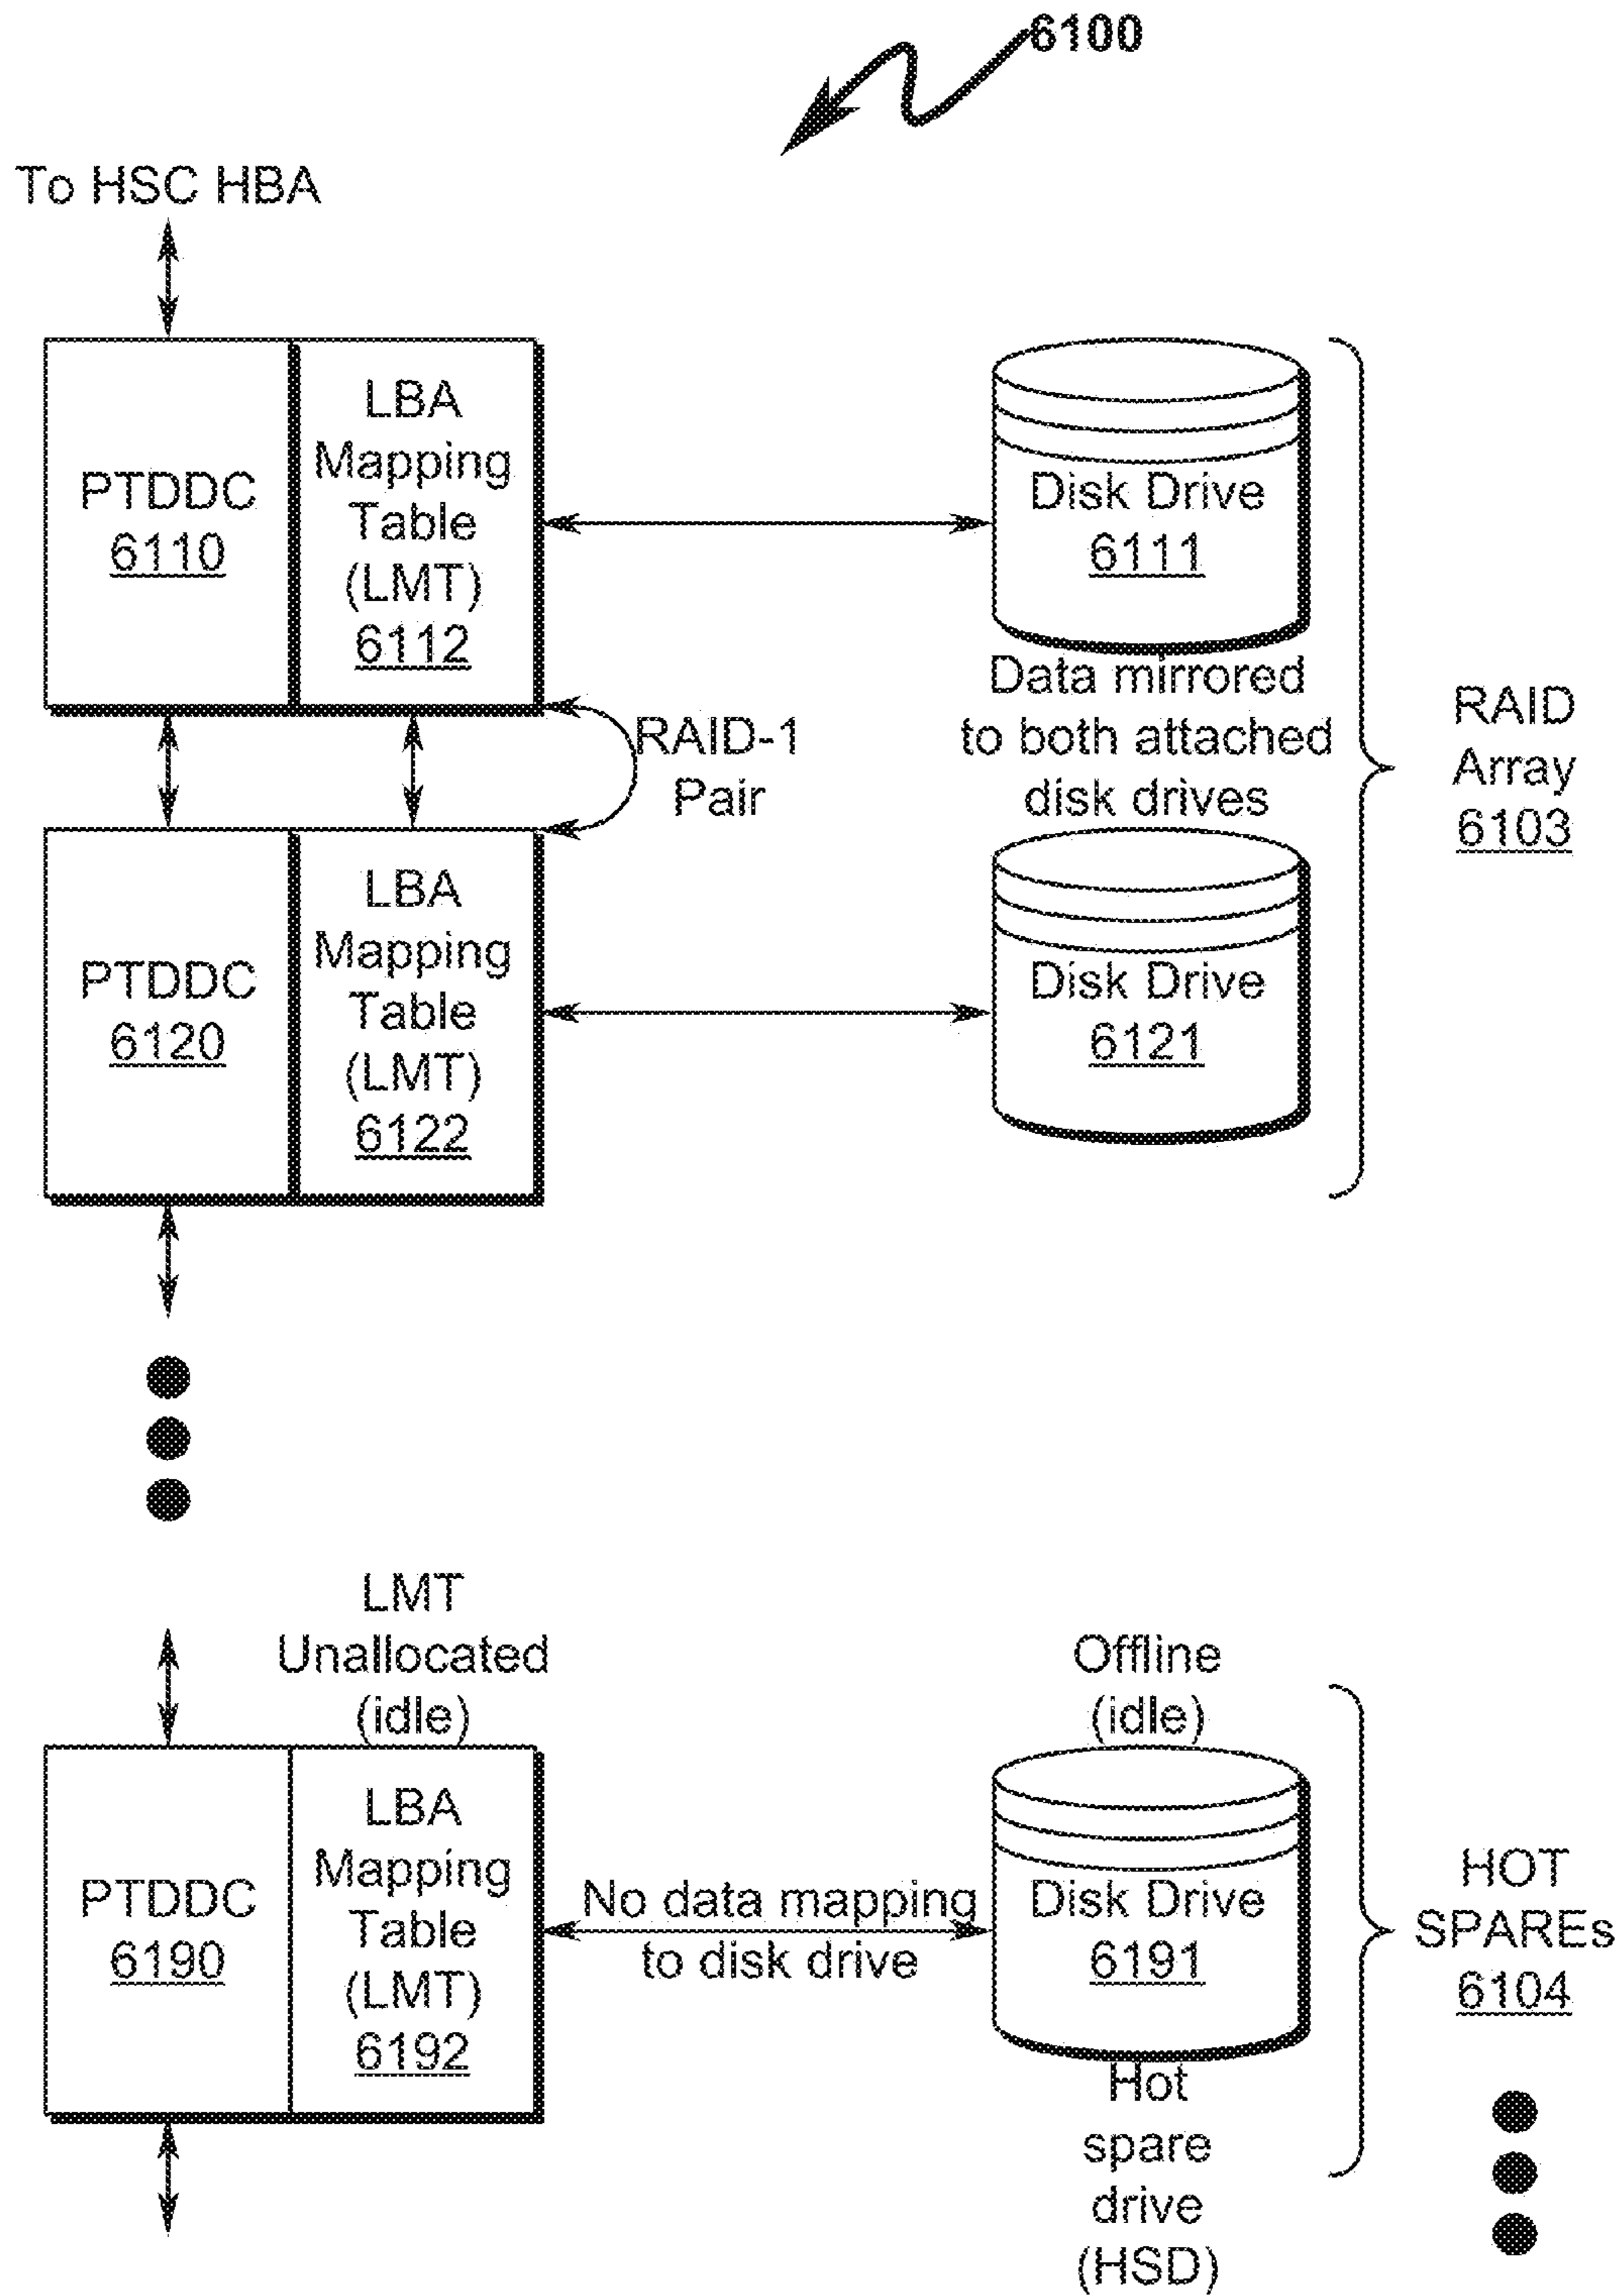 6100
To HSC HBA
PTDDC
6110
LBA
Mapping
Table
(LMT)
6112
Disk Drive
6111
Data mirrored
to both attached
disk drives
RAID-1
Pair
RAID
Array
6103
PTDDC
6120
LBA
Mapping
Table
(LMT)
6122
Disk Drive
6121
LMT
Unallocated
(idle)
Offline
(idle)
PTDDC
6190
LBA
Mapping
Table
(LMT)
6192
No data mapping
to disk drive
Disk Drive
6191
Hot
spare
drive
(HSD)
HOT
SPAREs
6104